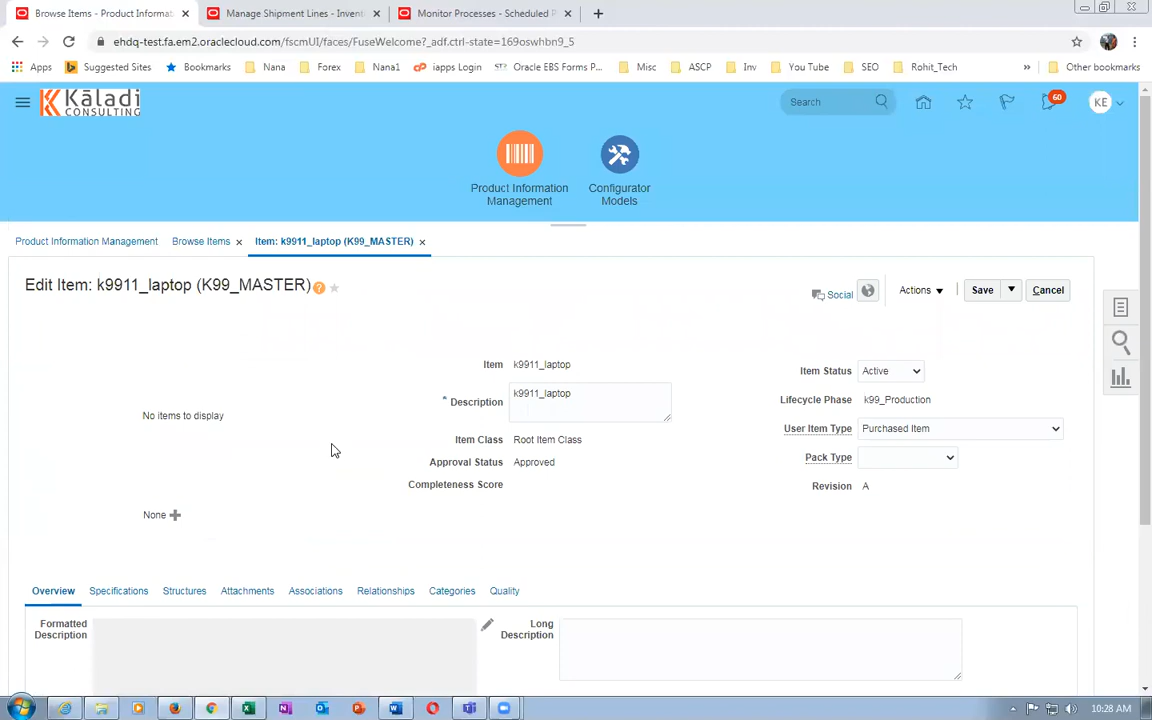 Browse Items - Product Informat × Manage Shipment Lines - Invent × Monitor Processes - Scheduled P × +
ehdq-test.fa.em2.oraclecloud.com/fscmUI/faces/FuseWelcome?_adf.ctrl-state=169oswhbn9_5
Apps Suggested Sites Bookmarks Nana Forex Nana1 iapps Login Oracle EBS Forms P... Misc ASCP Inv You Tube SEO Rohit_Tech » Other bookmarks
Kaladi
CONSULTING
Search
60
KE
Product Information
Management
Configurator
Models
Product Information Management Browse Items × Item: k9911_laptop (K99_MASTER) ×
Edit Item: k9911_laptop (K99_MASTER) ?
Social Actions Save Cancel
Item k9911_laptop
Item Status Active
* Description k9911_laptop
Lifecycle Phase k99_Production
No items to display
User Item Type Purchased Item
Item Class Root Item Class
Approval Status Approved
Pack Type
Completeness Score
Revision A
None
Overview Specifications Structures Attachments Associations Relationships Categories Quality
Formatted
Description
Long
Description
10:28 AM